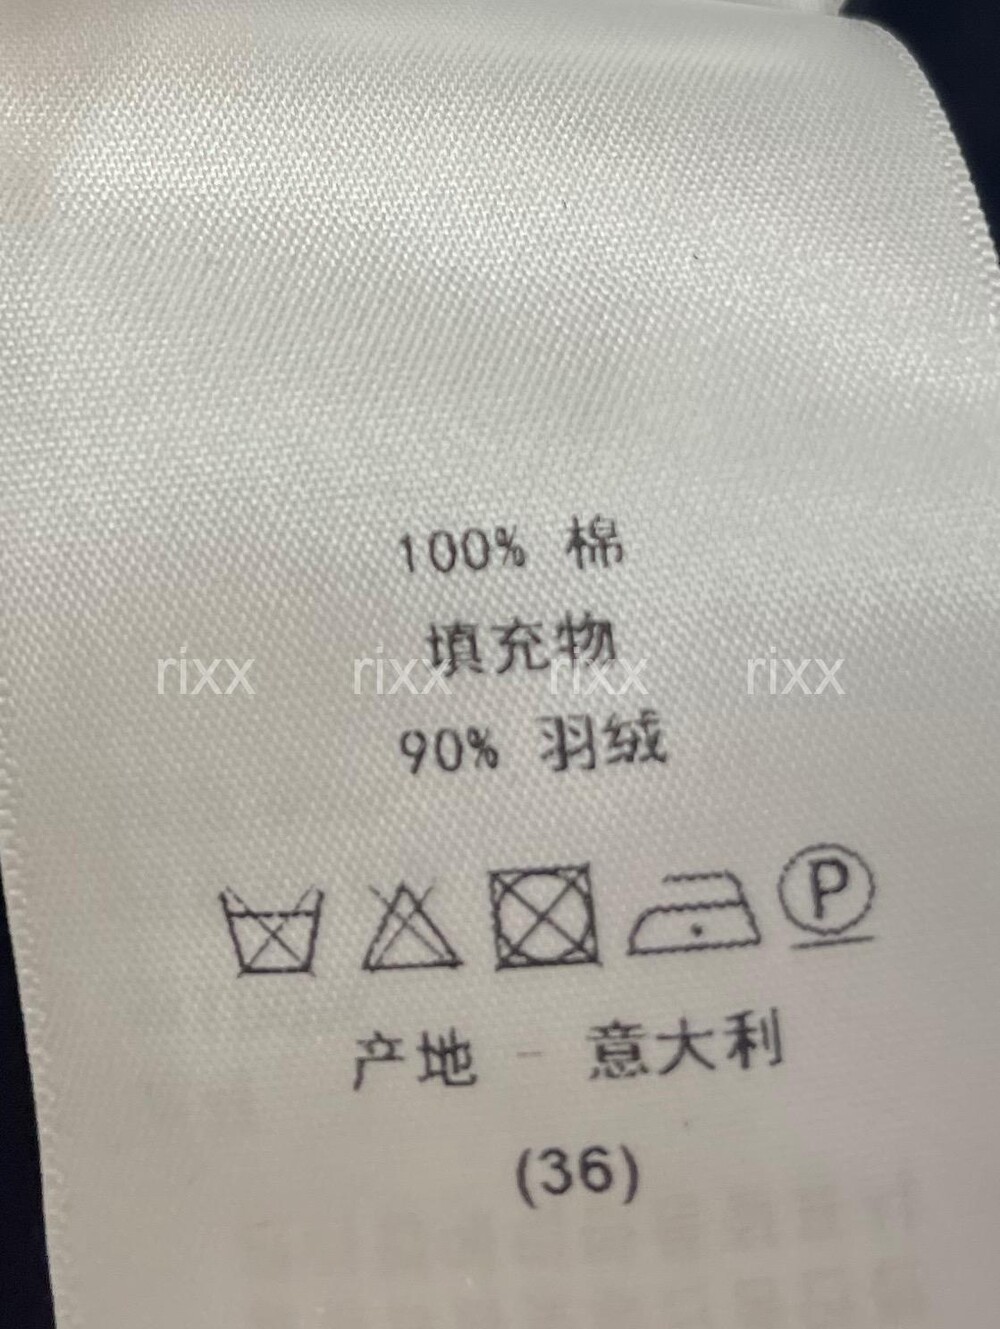 100% 棉
填充物
rixx rixx rixx rixx
90% 羽绒
P
产地 - 意大利
(36)